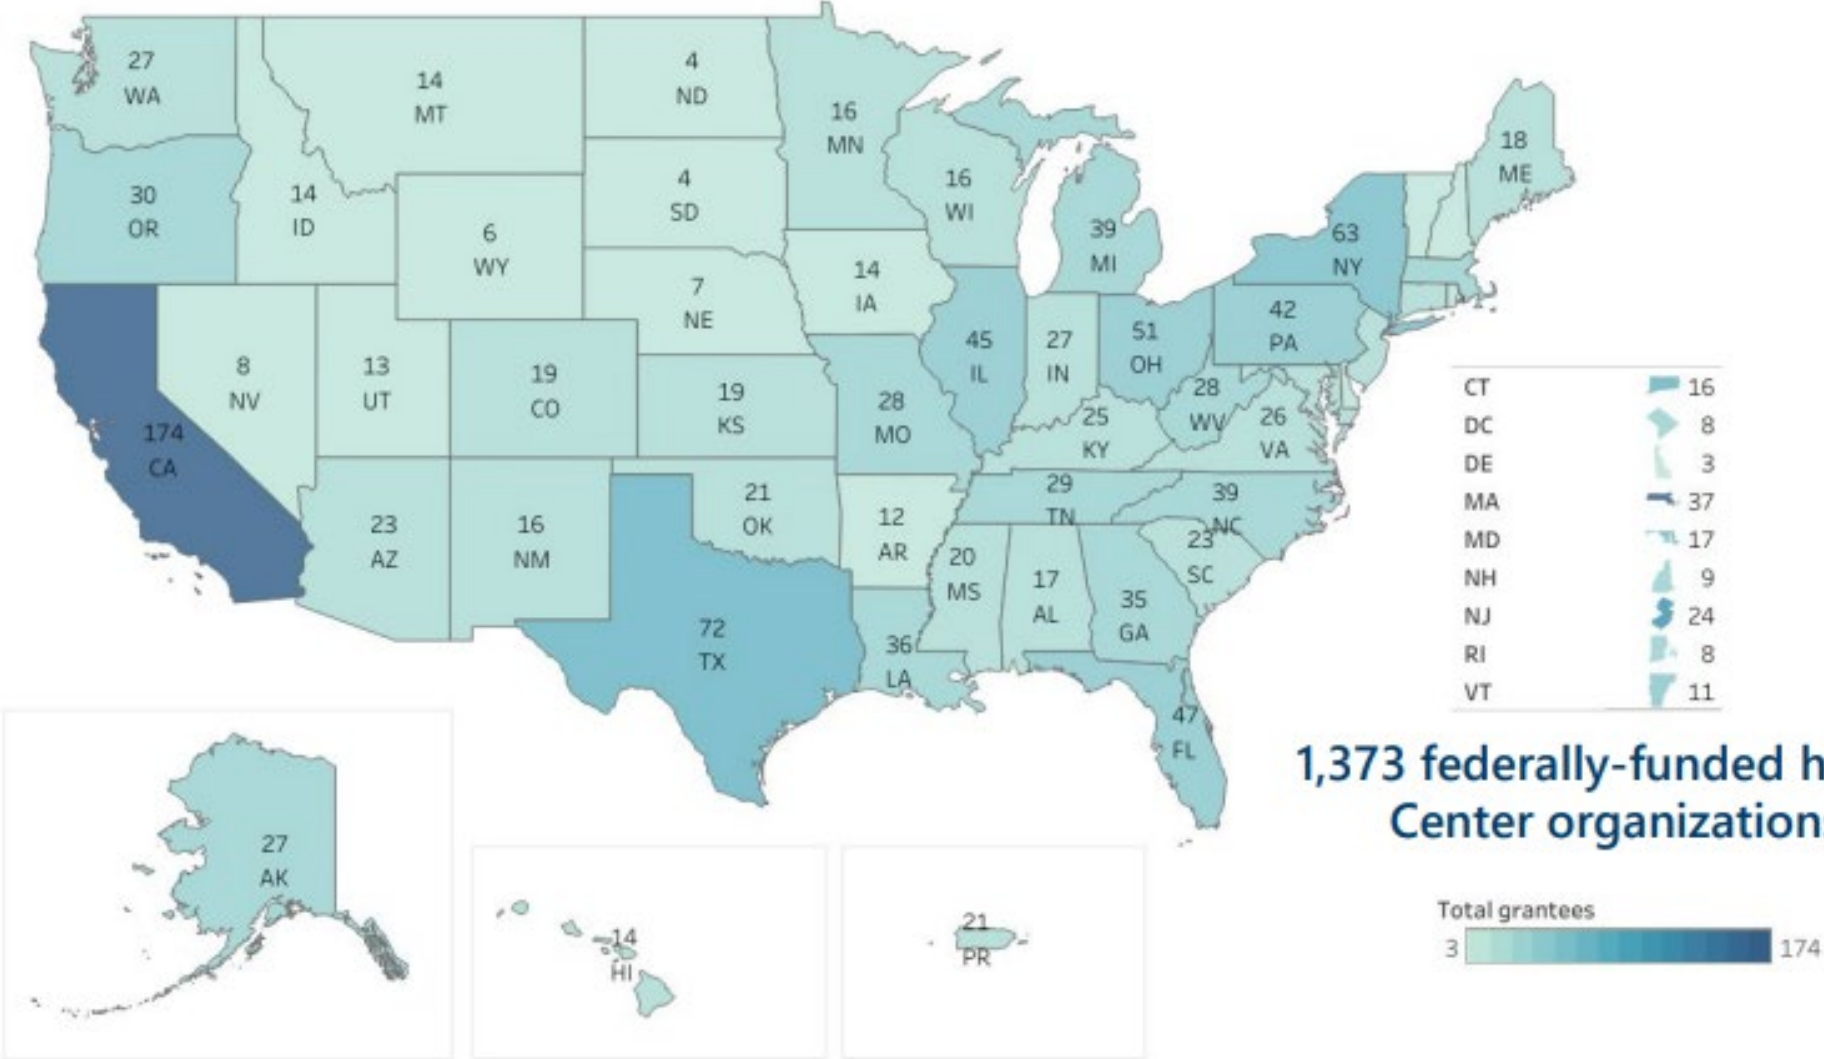 27
WA
14
MT
4
ND
16
MN
18
ME
30
OR
14
ID
6
WY
4
SD
16
WI
39
MI
63
NY
7
NE
14
IA
42
PA
8
NV
13
UT
19
CO
19
KS
45
IL
27
IN
51
OH
28
WV
26
VA
25
KY
28
MO
174
CA
23
AZ
16
NM
21
OK
12
AR
29
TN
39
NC
23
SC
20
MS
17
AL
35
GA
72
TX
36
LA
47
FL
CT 16
DC 8
DE 3
MA 37
MD 17
NH 9
NJ 24
RI 8
VT 11
1,373 federally-funded h
Center organization
27
AK
14
HI
21
PR
Total grantees
3 174